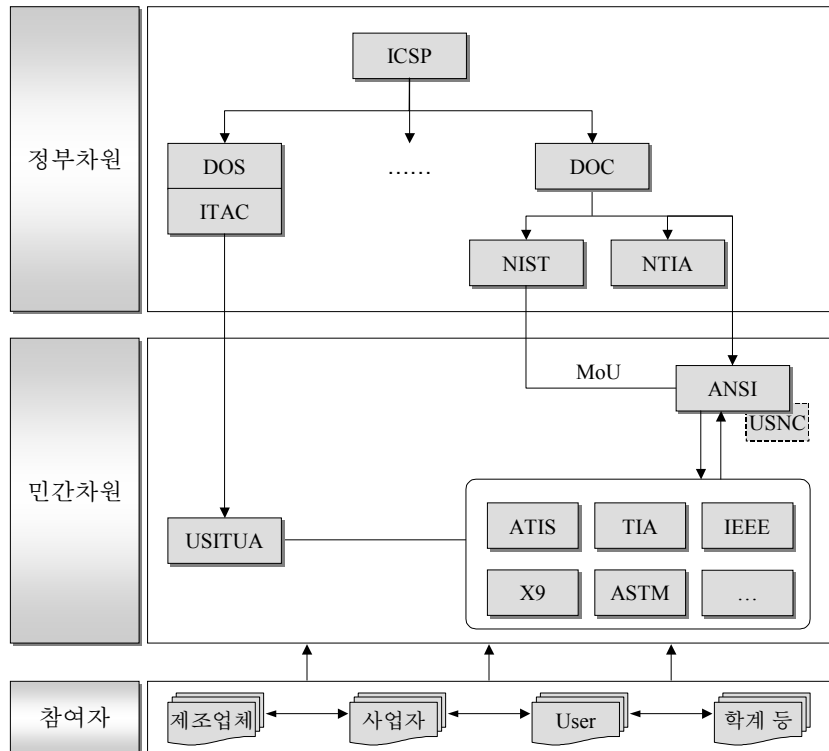 정부차원
ICSP
DOS
ITAC
......
DOC
NIST
NTIA
민간차원
MoU
ANSI
USNC
USITUA
ATIS
TIA
IEEE
X9
ASTM
...
참여자
제조업체
사업자
User
학계 등